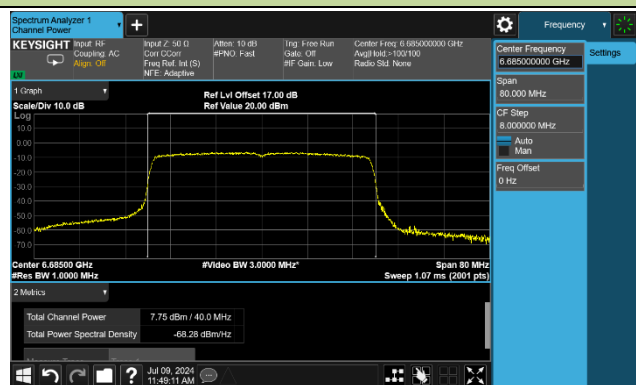 Spectrum Analyzer 1
Channel Power
Frequency
KEYSIGHT
Input: RF
Coupling: AC
Align: Off
Input Z: 50 Ω
Corr CCorr
Freq Ref: Int (S)
NFE: Adaptive
Atten: 10 dB
#PNO: Fast
Trig: Free Run
Gate: Off
#IF Gain: Low
Center Freq: 6.685000000 GHz
Avg|Hold:>100/100
Radio Std: None
Center Frequency
6.685000000 GHz
Settings
Span
80.000 MHz
CF Step
8.000000 MHz
Auto
Man
Freq Offset
0 Hz
1 Graph
Scale/Div 10.0 dB
Ref Lvl Offset 17.00 dB
Ref Value 20.00 dBm
Log
10.0
0.00
-10.0
-20.0
-30.0
-40.0
-50.0
-60.0
-70.0
Center 6.68500 GHz
#Video BW 3.0000 MHz*
Span 80 MHz
#Res BW 1.0000 MHz
Sweep 1.07 ms (2001 pts)
2 Metrics
Total Channel Power 7.75 dBm / 40.0 MHz
Total Power Spectral Density -68.28 dBm/Hz
?
Jul 09, 2024
11:49:11 AM